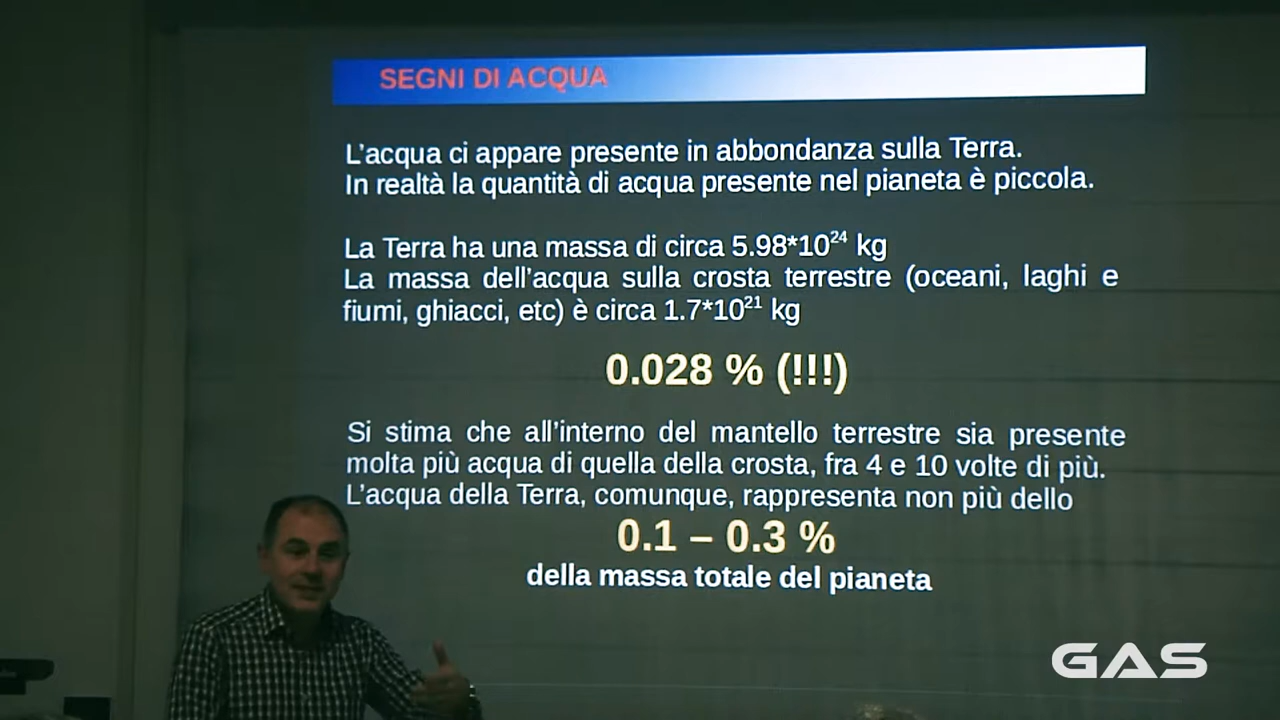 SEGNI DI ACQUA
L’acqua ci appare presente in abbondanza sulla Terra.
In realtà la quantità di acqua presente nel pianeta è piccola.
La Terra ha una massa di circa 5.98*10²⁴ kg
La massa dell’acqua sulla crosta terrestre (oceani, laghi e
fiumi, ghiacci, etc) è circa 1.7*10²¹ kg
0.028 % (!!!)
Si stima che all’interno del mantello terrestre sia presente
molta più acqua di quella della crosta, fra 4 e 10 volte di più.
L’acqua della Terra, comunque, rappresenta non più dello
0.1 – 0.3 %
della massa totale del pianeta
GAS